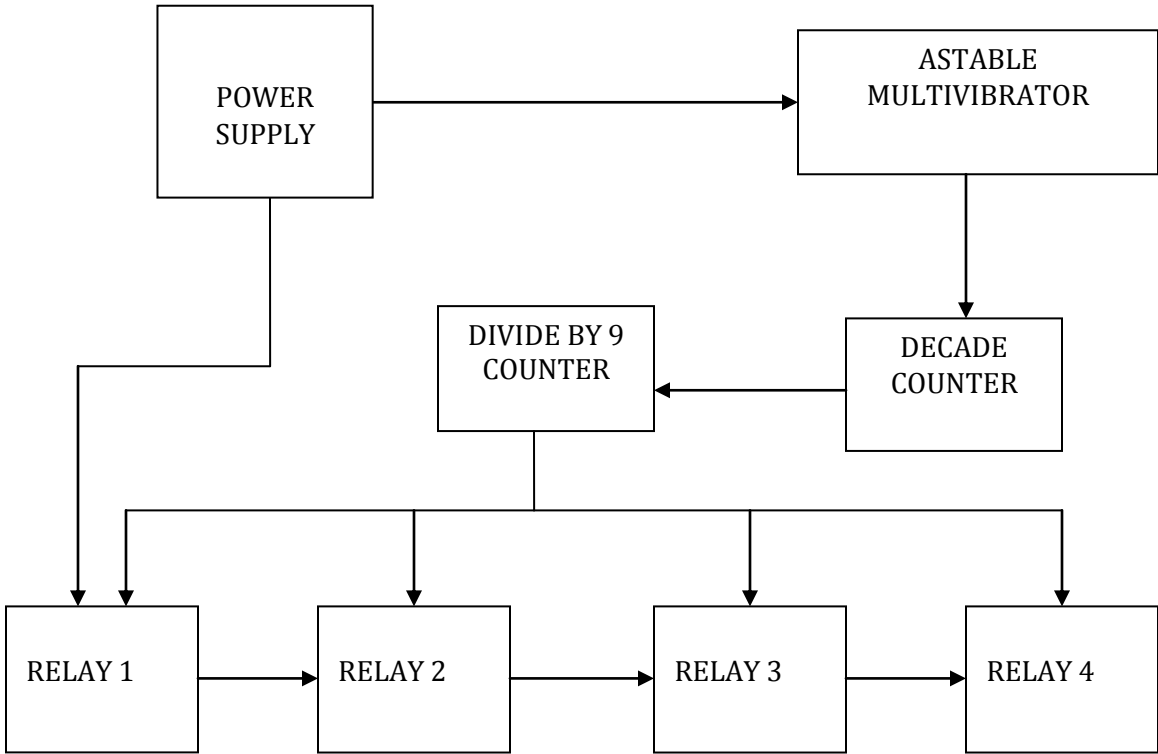 POWER
SUPPLY
ASTABLE
MULTIVIBRATOR
DIVIDE BY 9
COUNTER
DECADE
COUNTER
RELAY 1
RELAY 2
RELAY 3
RELAY 4